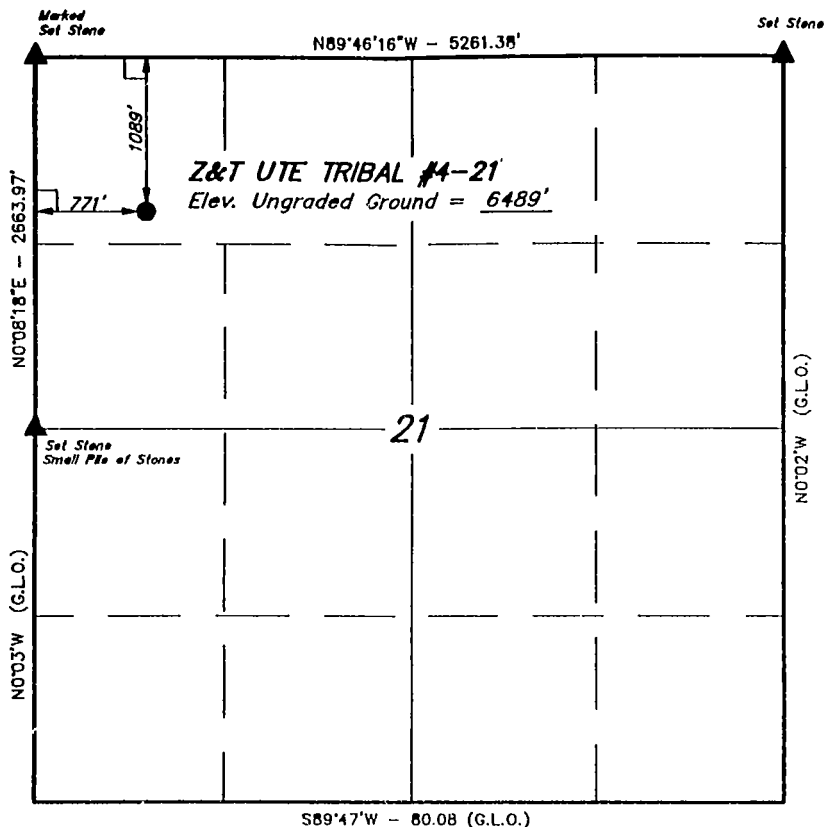 Marked
Set Stone
Set Stone
N89°46'16"W - 5261.38'
1089'
771'
Z&T UTE TRIBAL #4-21
Elev. Ungraded Ground = 6489'
N0°08'18"E - 2663.97'
21
Set Stone
Small Pile of Stones
N0°02'W (G.L.O.)
N0°03'W (G.L.O.)
S89°47'W - 80.08 (G.L.O.)